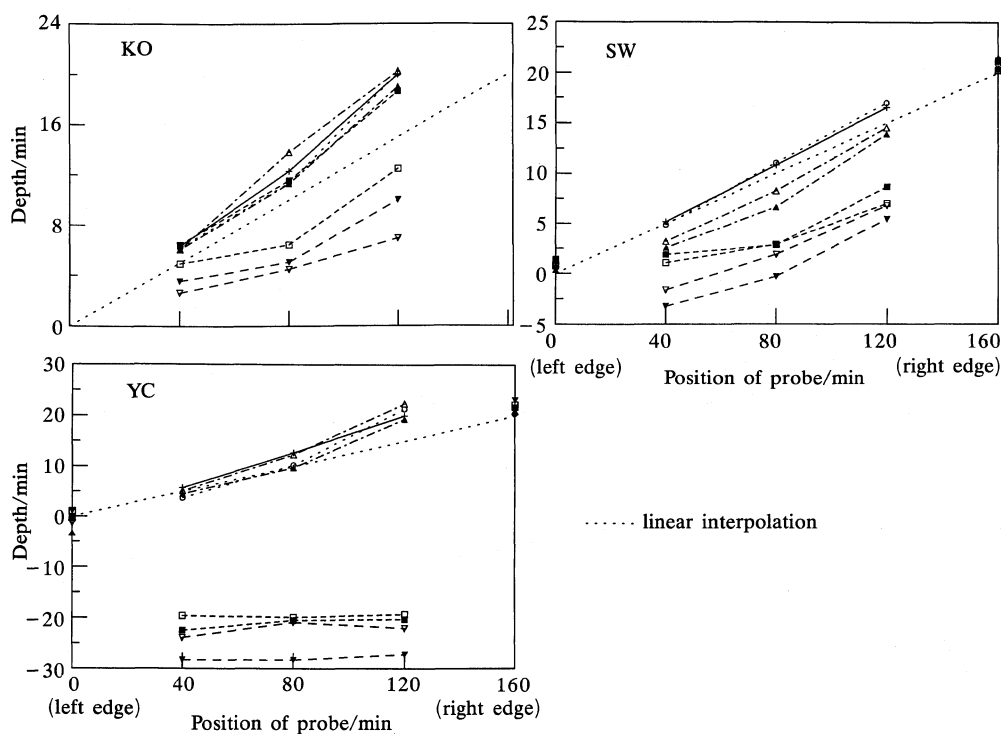 KO
24
16
8
0
Depth/min
SW
25
20
15
10
5
0
−5
Depth/min
0 40 80 120 160
(left edge) (right edge)
Position of probe/min
YC
30
20
10
0
−10
−20
−30
Depth/min
0 40 80 120 160
(left edge) (right edge)
Position of probe/min
linear interpolation